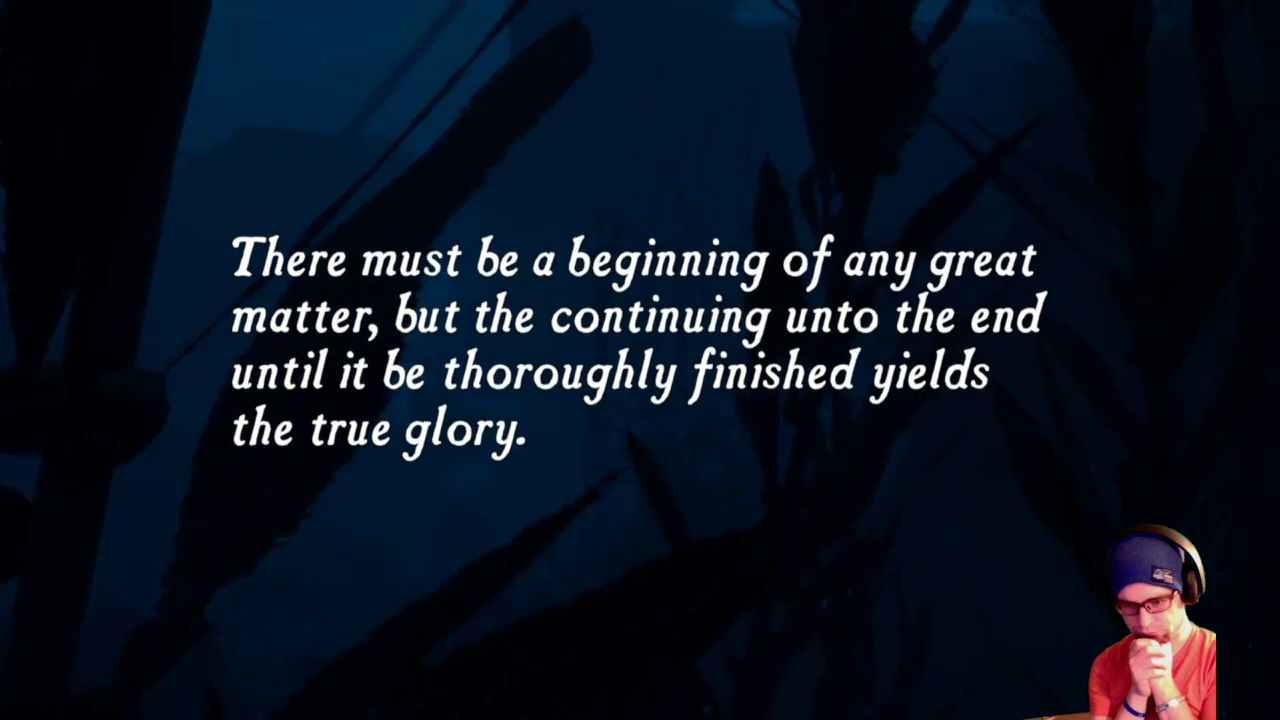 There must be a beginning of any great
matter, but the continuing unto the end
until it be thoroughly finished yields
the true glory.